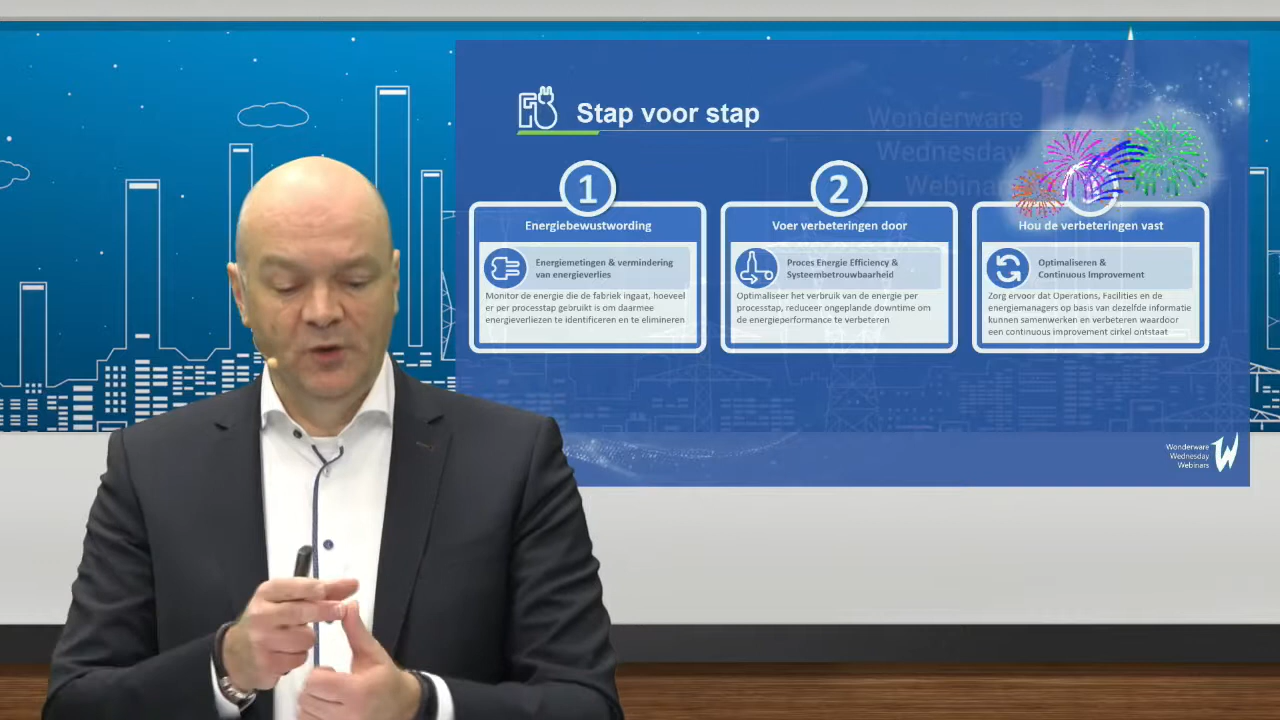 Stap voor stap
Wonderware
Wednesday
Webinars
1
Energiebewustwording
Energiemetingen & vermindering
van energieverlies
Monitor de energie die de fabriek ingaat, hoeveel
er per processtap gebruikt is om daarmee
energieverliezen te identificeren en te elimineren
2
Voer verbeteringen door
Proces Energie Efficiency &
Systeembetrouwbaarheid
Optimaliseer het verbruik van de energie per
processtap, reduceer ongeplande downtime om
de energieperformance te verbeteren
Hou de verbeteringen vast
Optimaliseren &
Continuous Improvement
Zorg ervoor dat Operations, Facilities en de
energiemanagers op basis van dezelfde informatie
kunnen samenwerken en verbeteren waardoor
een continuous improvement cirkel ontstaat
Wonderware
Wednesday
Webinars